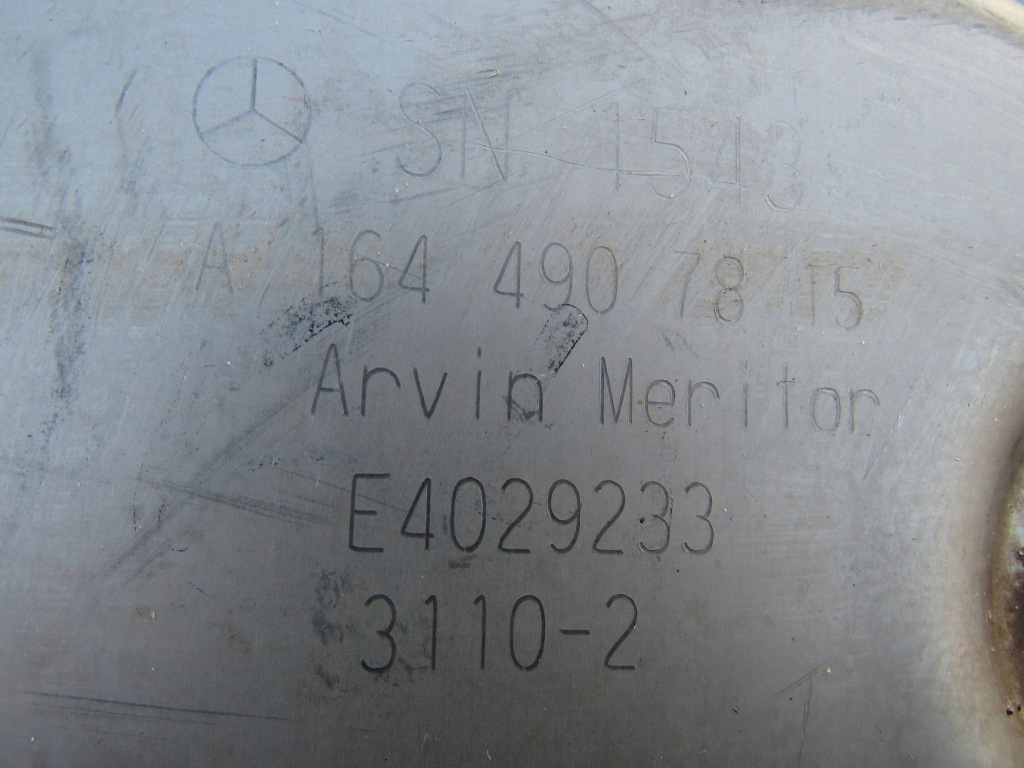 SN 1543
A 164 490 78 15
Arvin Meritor
E4029233
3110-2